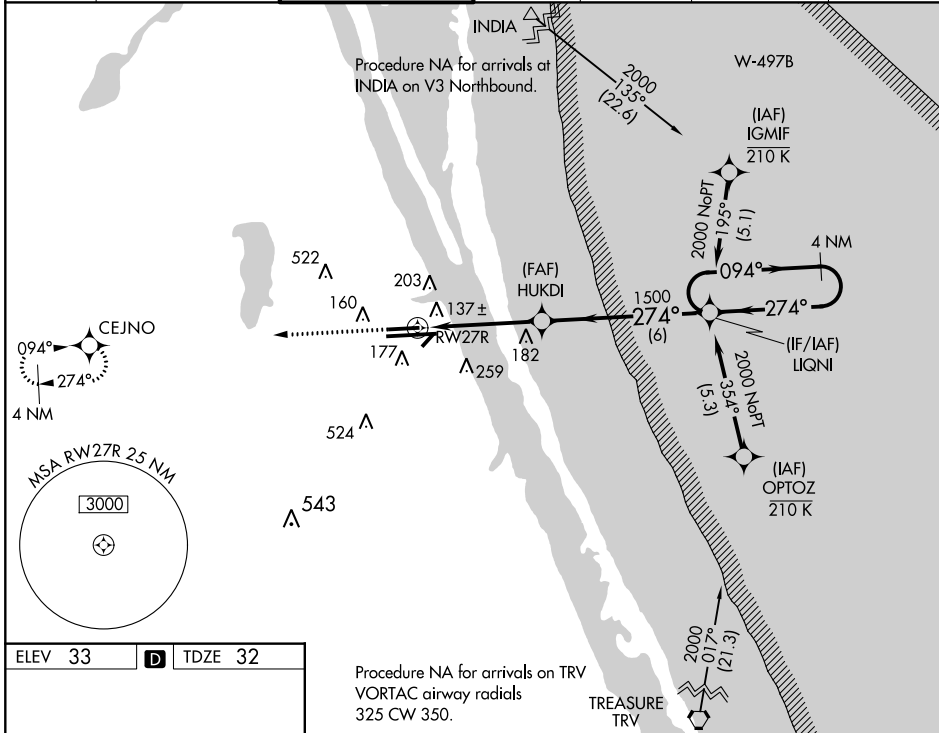 INDIA
Procedure NA for arrivals at
INDIA on V3 Northbound.
2000
135°
(22.6)
W-497B
(IAF)
IGMIF
210 K
2000 NoPT
195°
(5.1)
4 NM
094°
274°
522
203
160
137±
(FAF)
HUKDI
1500
274°
(6)
RW27R
182
177
259
(IF/IAF)
LIQNI
CEJNO
094°
274°
4 NM
2000 NoPT
354°
(5.3)
524
(IAF)
OPTOZ
210 K
MSA RW27R 25 NM
3000
543
2000
017°
(21.3)
ELEV 33
D
TDZE 32
Procedure NA for arrivals on TRV
VORTAC airway radials
325 CW 350.
TREASURE
TRV